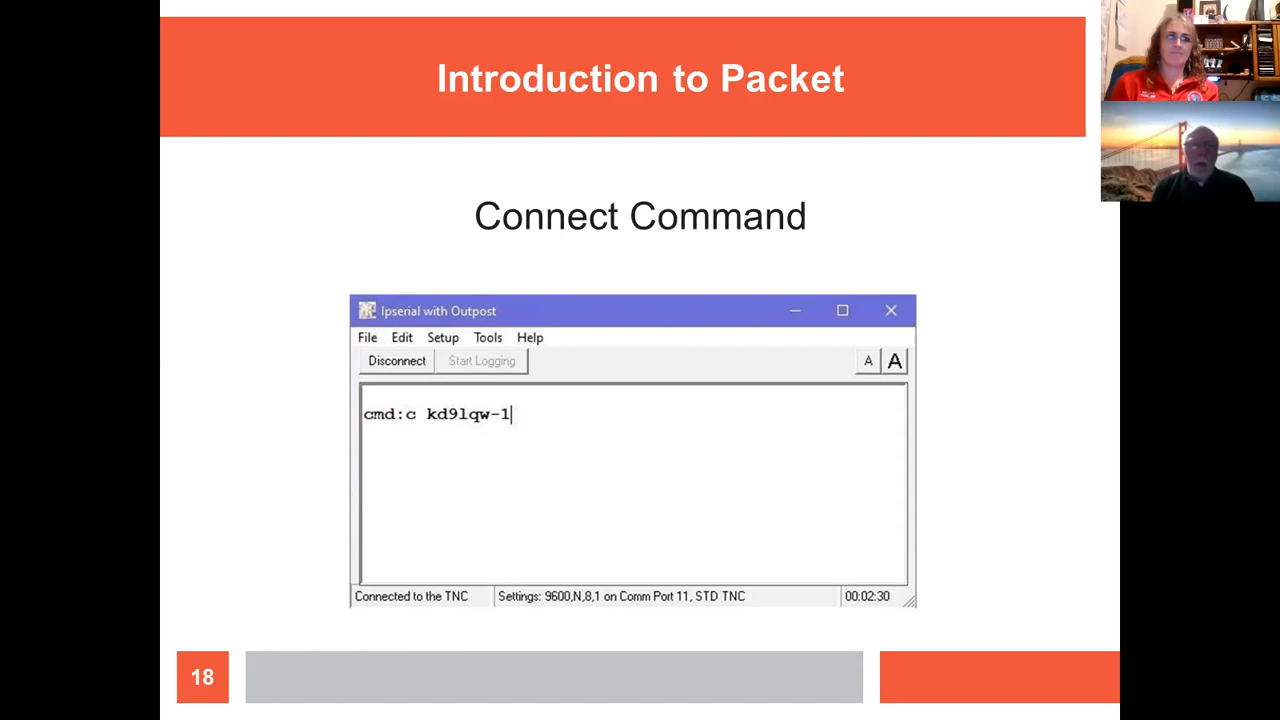 Introduction to Packet
Connect Command
Ipserial with Outpost
File Edit Setup Tools Help
Disconnect Start Logging A A
cmd:c kd9lqw-1
Connected to the TNC Settings: 9600,N,8,1 on Comm Port 11, STD TNC 00:02:30
18